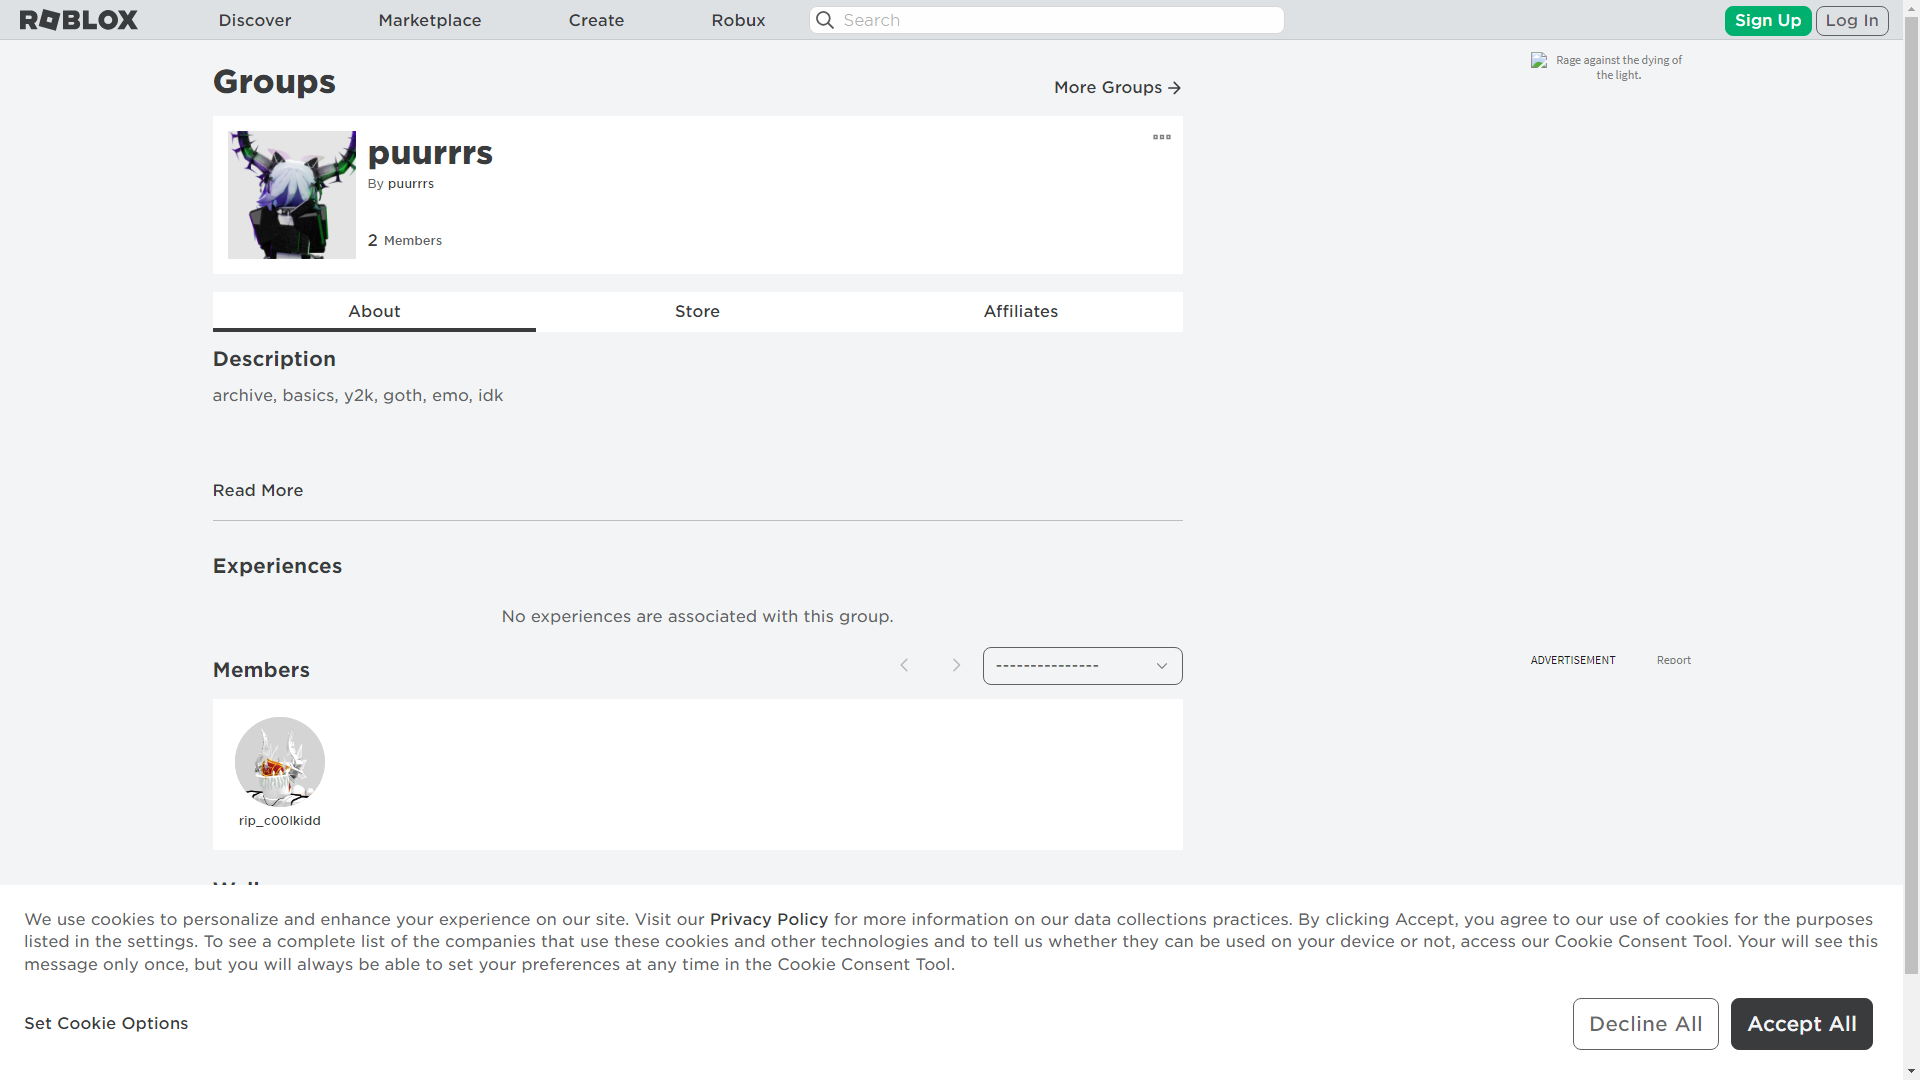 ROBLOX
Discover
Marketplace
Create
Robux
Search
Sign Up
Log In
Groups
More Groups
Rage against the dying of
the light.
puurrrs
By puurrrs
2 Members
About
Store
Affiliates
Description
archive, basics, y2k, goth, emo, idk
Read More
Experiences
No experiences are associated with this group.
Members
---------------
ADVERTISEMENT
Report
rip_c00lkidd
We use cookies to personalize and enhance your experience on our site. Visit our Privacy Policy for more information on our data collections practices. By clicking Accept, you agree to our use of cookies for the purposes
listed in the settings. To see a complete list of the companies that use these cookies and other technologies and to tell us whether they can be used on your device or not, access our Cookie Consent Tool. Your will see this
message only once, but you will always be able to set your preferences at any time in the Cookie Consent Tool.
Set Cookie Options
Decline All
Accept All